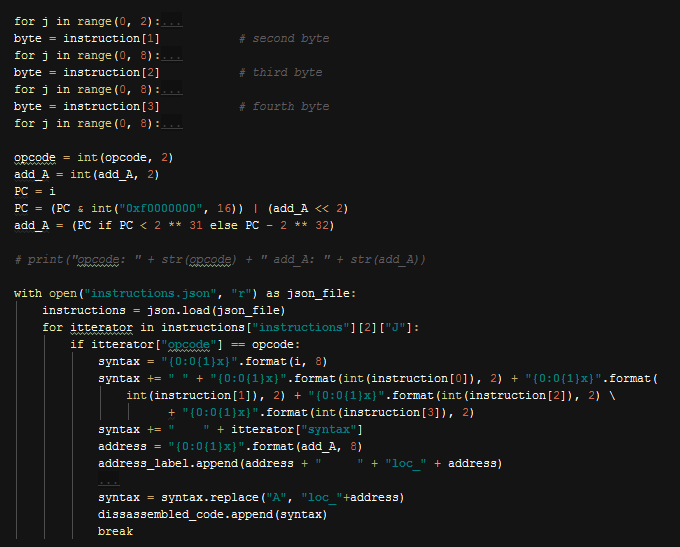 for j in range(0, 2):...
byte = instruction[1]           # second byte
for j in range(0, 8):...
byte = instruction[2]           # third byte
for j in range(0, 8):...
byte = instruction[3]           # fourth byte
for j in range(0, 8):...

opcode = int(opcode, 2)
add_A = int(add_A, 2)
PC = i
PC = (PC & int("0xf0000000", 16)) | (add_A << 2)
add_A = (PC if PC < 2 ** 31 else PC - 2 ** 32)

# print("opcode: " + str(opcode) + " add_A: " + str(add_A))

with open("instructions.json", "r") as json_file:
    instructions = json.load(json_file)
    for itterator in instructions["instructions"][2]["J"]:
        if itterator["opcode"] == opcode:
            syntax = "{0:0{1}x}".format(i, 8)
            syntax += " " + "{0:0{1}x}".format(int(instruction[0]), 2) + "{0:0{1}x}".format(
                int(instruction[1]), 2) + "{0:0{1}x}".format(int(instruction[2]), 2) \
                      + "{0:0{1}x}".format(int(instruction[3]), 2)
            syntax += "    " + itterator["syntax"]
            address = "{0:0{1}x}".format(add_A, 8)
            address_label.append(address + "     " + "loc_" + address)
            ...
            syntax = syntax.replace("A", "loc_"+address)
            dissassembled_code.append(syntax)
            break